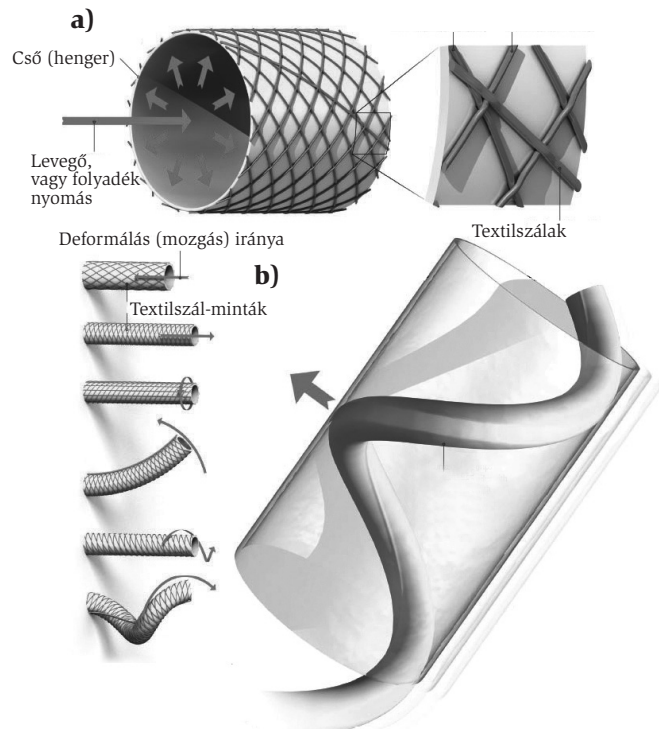 a)
Cső (henger)
Levegő,
vagy folyadék
nyomás
Textilszálak
Deformálás (mozgás) iránya
b)
Textilszál-minták